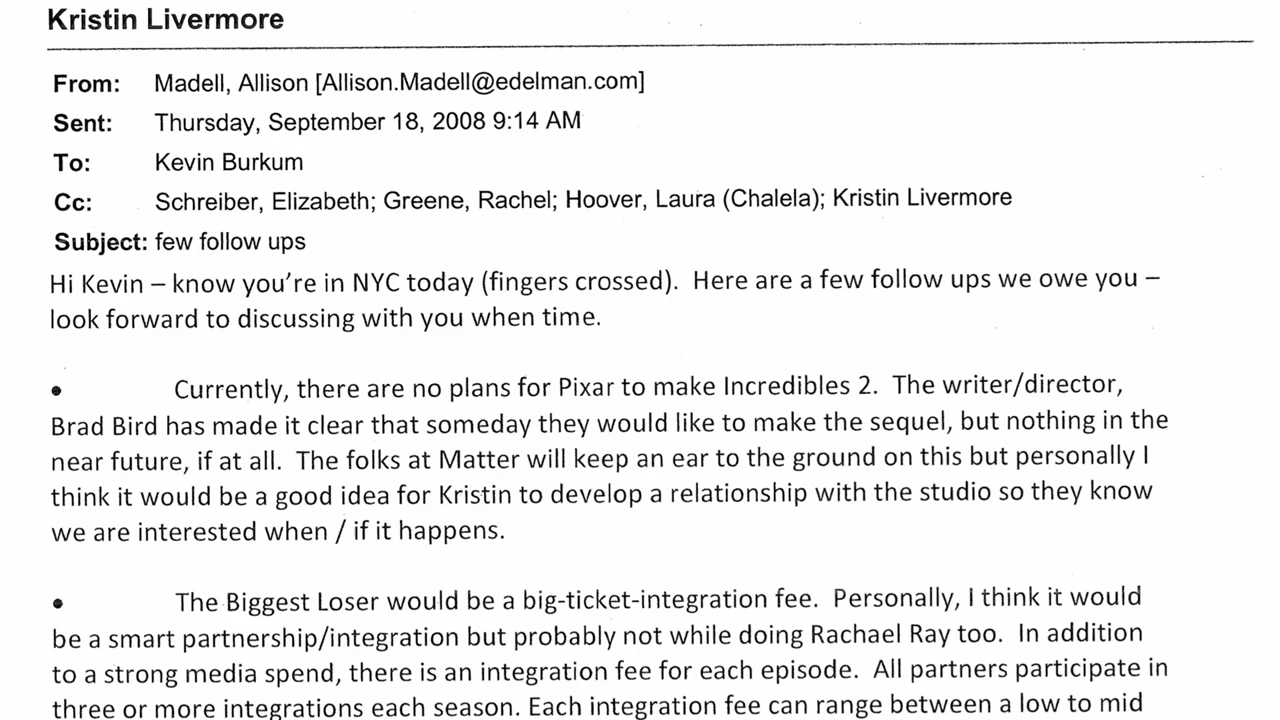 Kristin Livermore
From: Madell, Allison [Allison.Madell@edelman.com]
Sent: Thursday, September 18, 2008 9:14 AM
To: Kevin Burkum
Cc: Schreiber, Elizabeth; Greene, Rachel; Hoover, Laura (Chalela); Kristin Livermore
Subject: few follow ups
Hi Kevin – know you're in NYC today (fingers crossed). Here are a few follow ups we owe you –
look forward to discussing with you when time.
• Currently, there are no plans for Pixar to make Incredibles 2. The writer/director,
Brad Bird has made it clear that someday they would like to make the sequel, but nothing in the
near future, if at all. The folks at Matter will keep an ear to the ground on this but personally I
think it would be a good idea for Kristin to develop a relationship with the studio so they know
we are interested when / if it happens.
• The Biggest Loser would be a big-ticket-integration fee. Personally, I think it would
be a smart partnership/integration but probably not while doing Rachael Ray too. In addition
to a strong media spend, there is an integration fee for each episode. All partners participate in
three or more integrations each season. Each integration fee can range between a low to mid